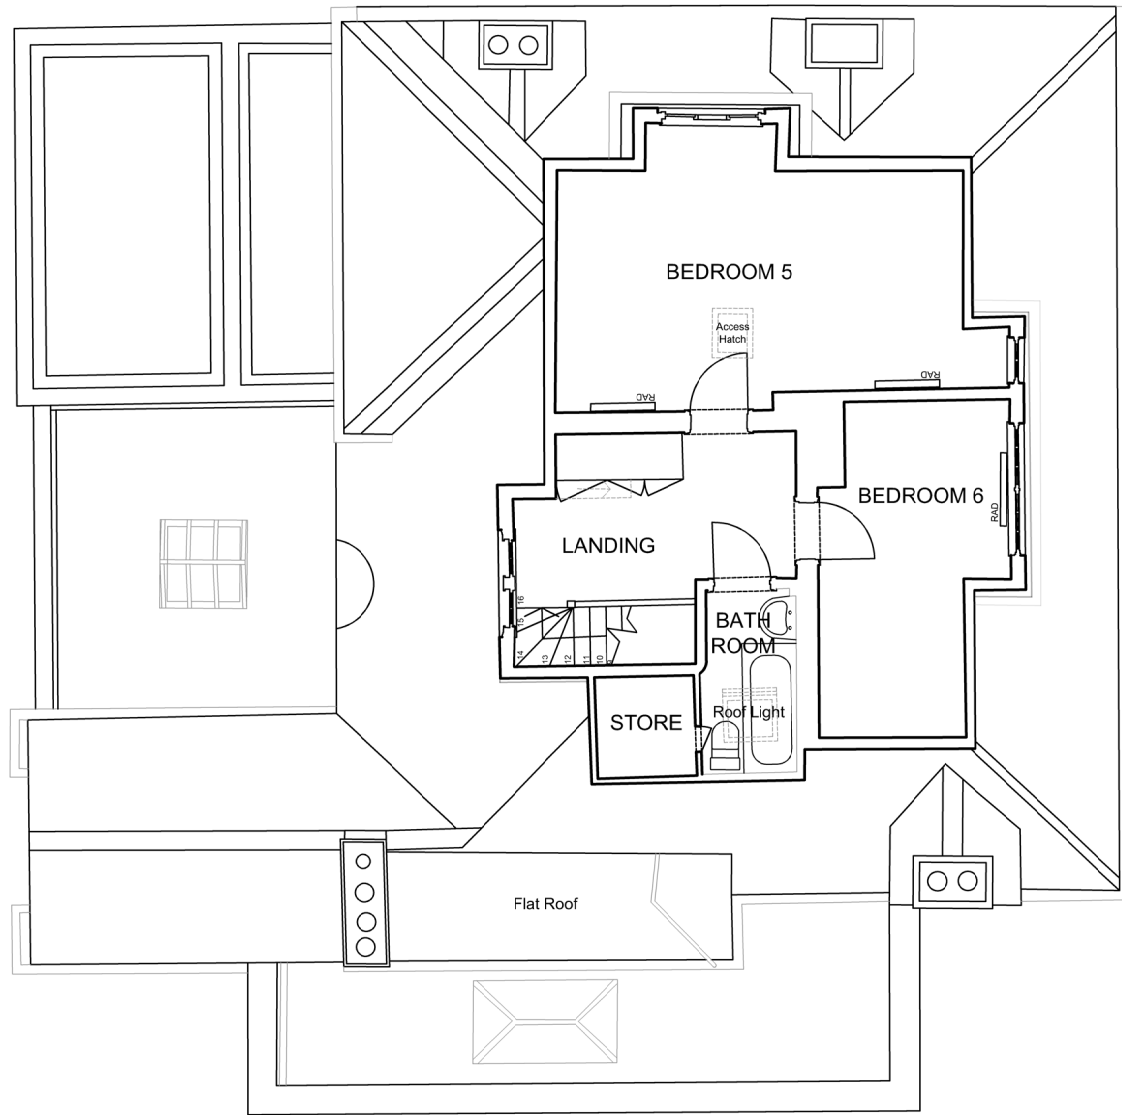 BEDROOM 5
Access
Hatch
RAD
RAD
BEDROOM 6
RAD
LANDING
16
15
14
13
12
11
10
9
BATH
ROOM
STORE
Roof Light
Flat Roof